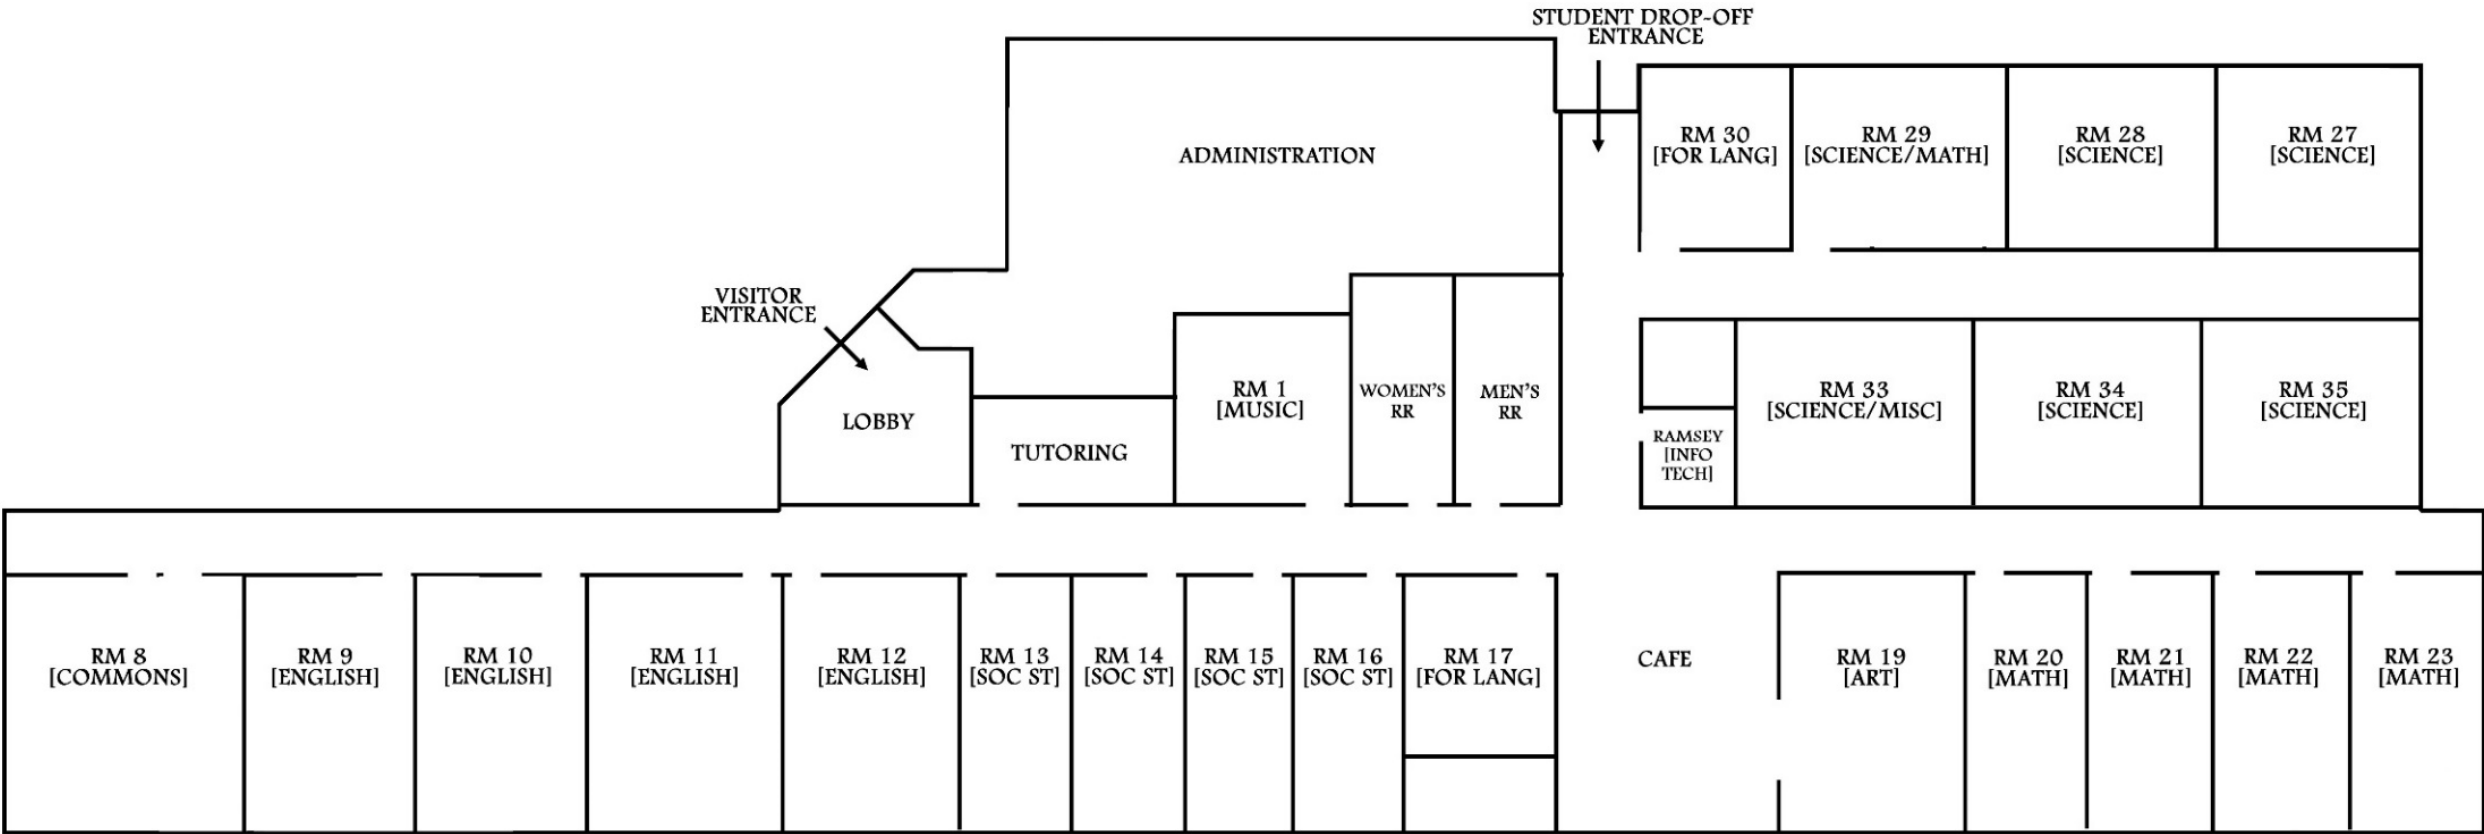 STUDENT DROP-OFF
ENTRANCE
RM 30
[FOR LANG]
RM 29
[SCIENCE/MATH]
RM 28
[SCIENCE]
RM 27
[SCIENCE]
ADMINISTRATION
VISITOR
ENTRANCE
LOBBY
TUTORING
RM 1
[MUSIC]
WOMEN'S
RR
MEN'S
RR
RAMSEY
[INFO
TECH]
RM 33
[SCIENCE/MISC]
RM 34
[SCIENCE]
RM 35
[SCIENCE]
RM 8
[COMMONS]
RM 9
[ENGLISH]
RM 10
[ENGLISH]
RM 11
[ENGLISH]
RM 12
[ENGLISH]
RM 13
[SOC ST]
RM 14
[SOC ST]
RM 15
[SOC ST]
RM 16
[SOC ST]
RM 17
[FOR LANG]
CAFE
RM 19
[ART]
RM 20
[MATH]
RM 21
[MATH]
RM 22
[MATH]
RM 23
[MATH]